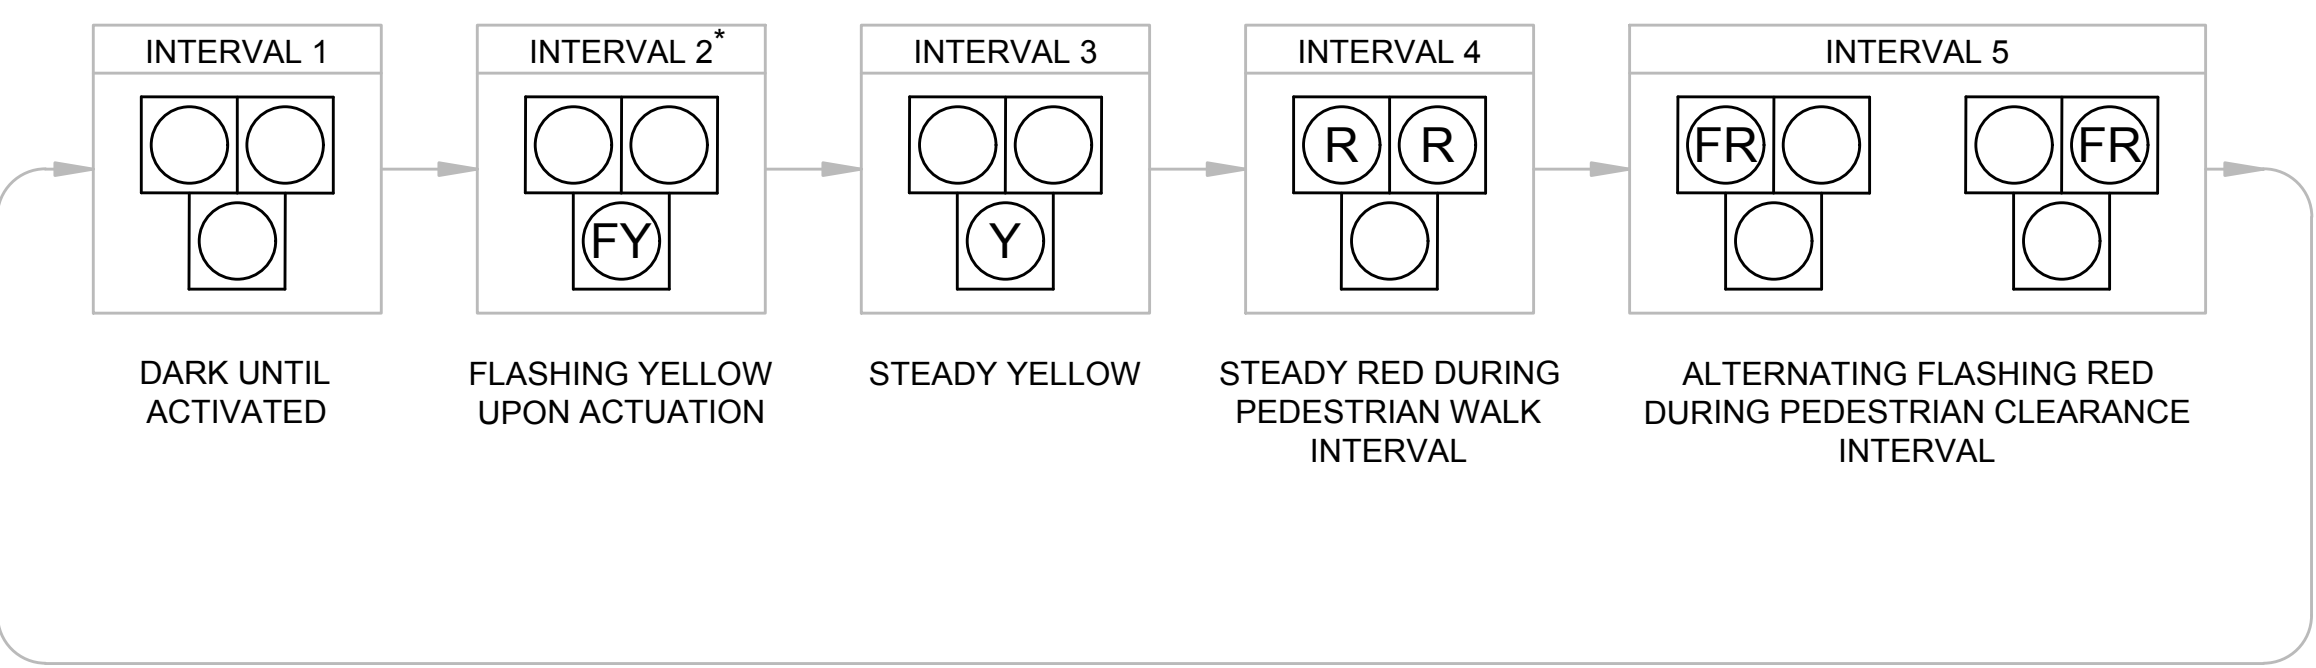 INTERVAL 1
DARK UNTIL
ACTIVATED
INTERVAL 2*
FY
FLASHING YELLOW
UPON ACTUATION
INTERVAL 3
Y
STEADY YELLOW
INTERVAL 4
R R
STEADY RED DURING
PEDESTRIAN WALK
INTERVAL
INTERVAL 5
FR FR
ALTERNATING FLASHING RED
DURING PEDESTRIAN CLEARANCE
INTERVAL